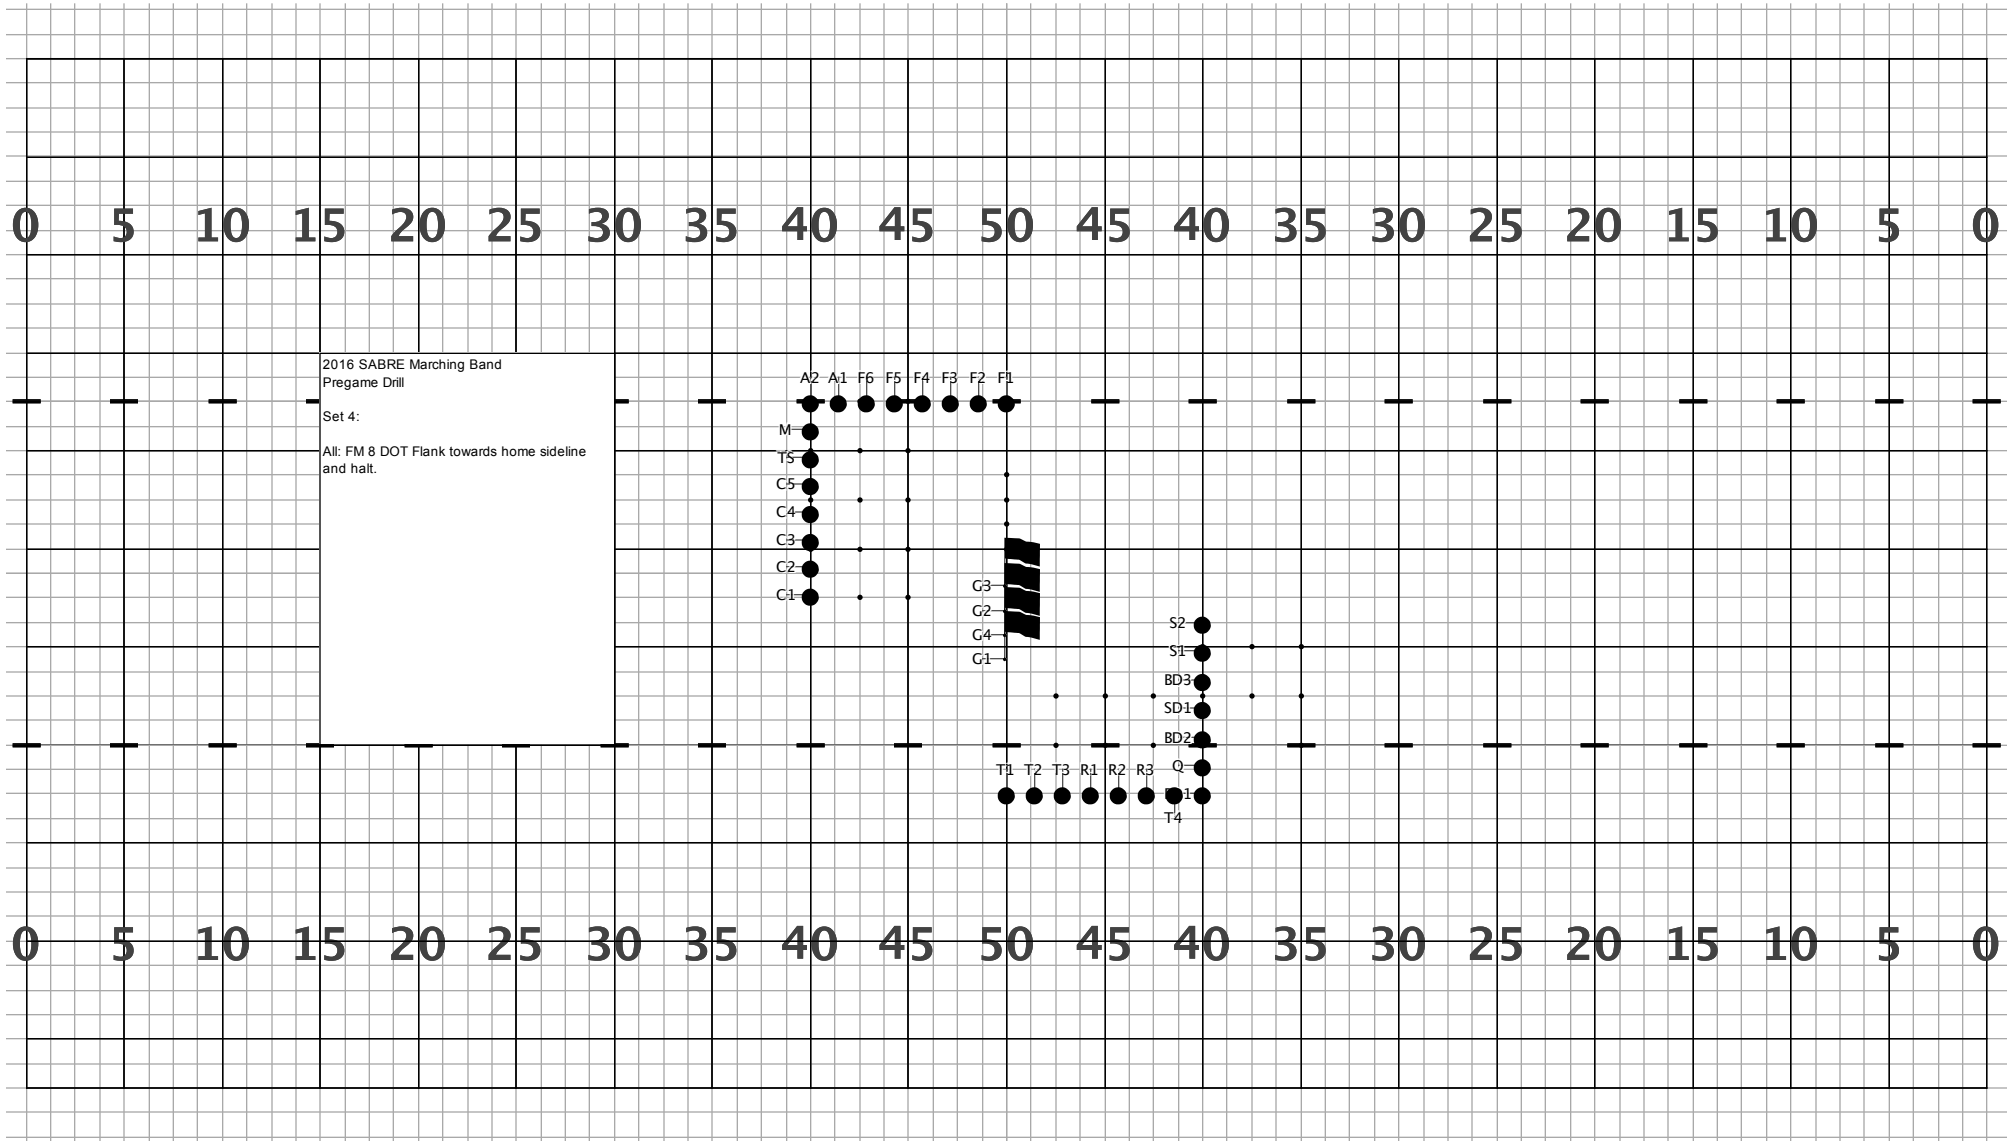 0 5 10 15 20 25 30 35 40 45 50 45 40 35 30 25 20 15 10 5 0
2016 SABRE Marching Band
Pregame Drill
Set 4:
All: FM 8 DOT Flank towards home sideline
and halt.
A2 A1 F6 F5 F4 F3 F2 F1
M
TS
C5
C4
C3
C2
C1
G3
G2
G4
G1
S2
S1
BD3
SD1
BD2
Q
T1 T2 T3 R1 R2 R3
T4
0 5 10 15 20 25 30 35 40 45 50 45 40 35 30 25 20 15 10 5 0